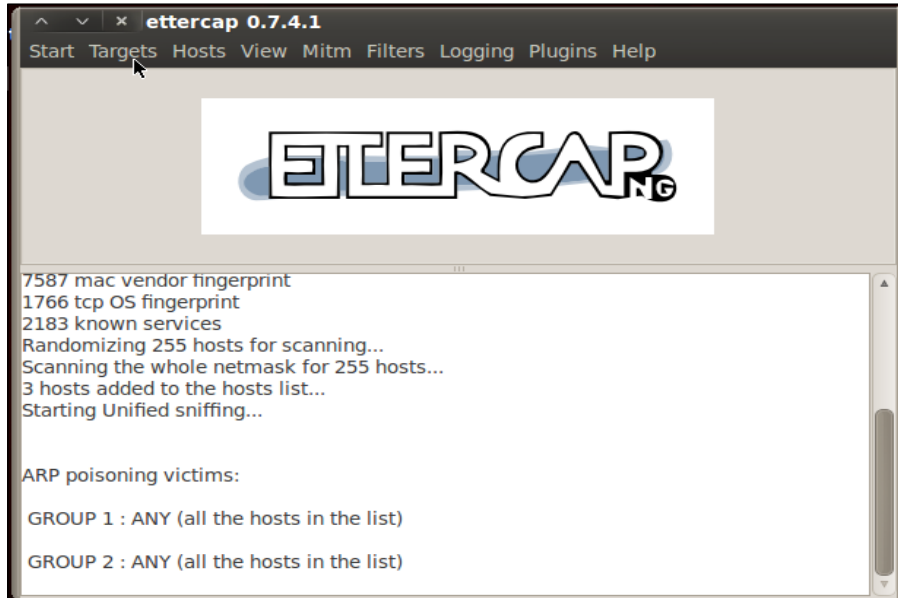 ettercap 0.7.4.1
Start Targets Hosts View Mitm Filters Logging Plugins Help
ETTERCAP NG
7587 mac vendor fingerprint
1766 tcp OS fingerprint
2183 known services
Randomizing 255 hosts for scanning...
Scanning the whole netmask for 255 hosts...
3 hosts added to the hosts list...
Starting Unified sniffing...
ARP poisoning victims:
GROUP 1 : ANY (all the hosts in the list)
GROUP 2 : ANY (all the hosts in the list)